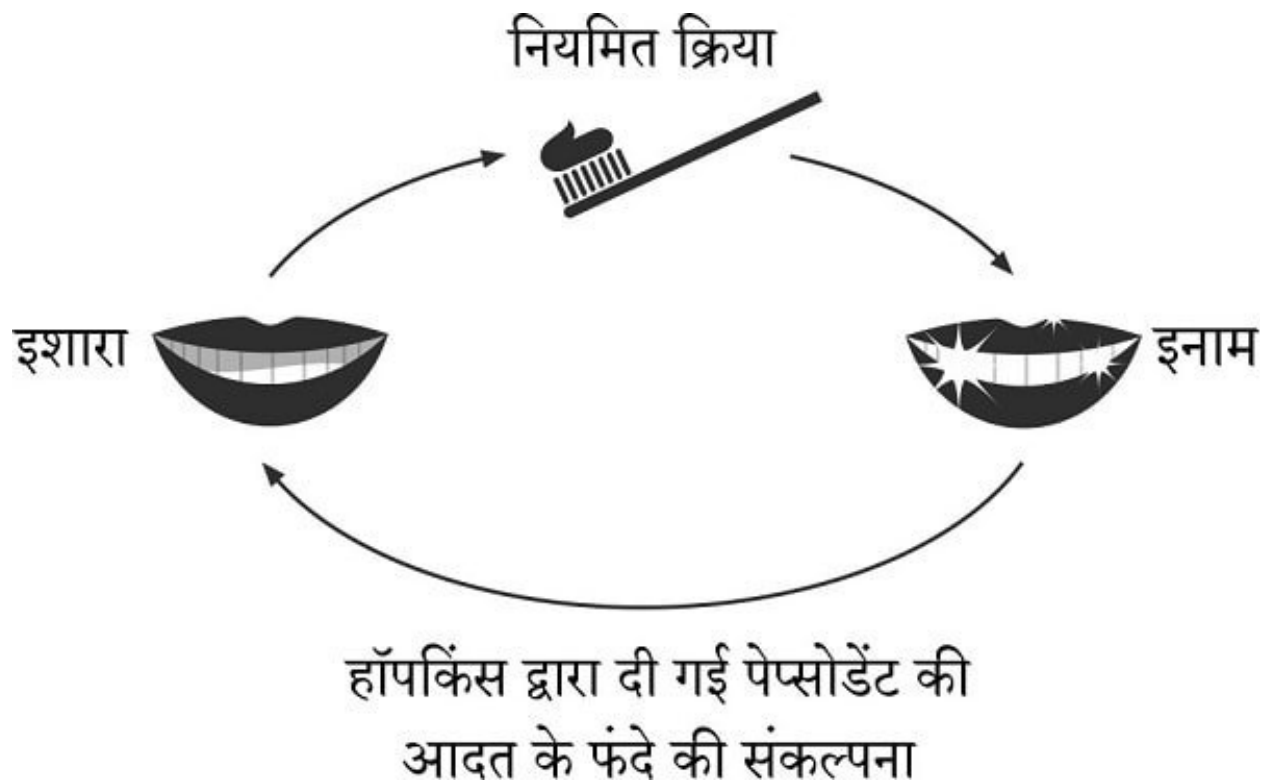 नियमित क्रिया
इशारा
इनाम
हॉपकिंस द्वारा दी गई पेप्सोडेंट की
आदत के फंदे की संकल्पना